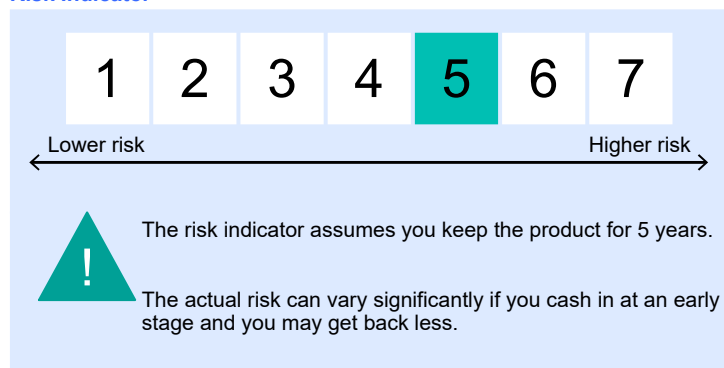 1 2 3 4 5 6 7
Lower risk Higher risk
!
The risk indicator assumes you keep the product for 5 years.
The actual risk can vary significantly if you cash in at an early
stage and you may get back less.